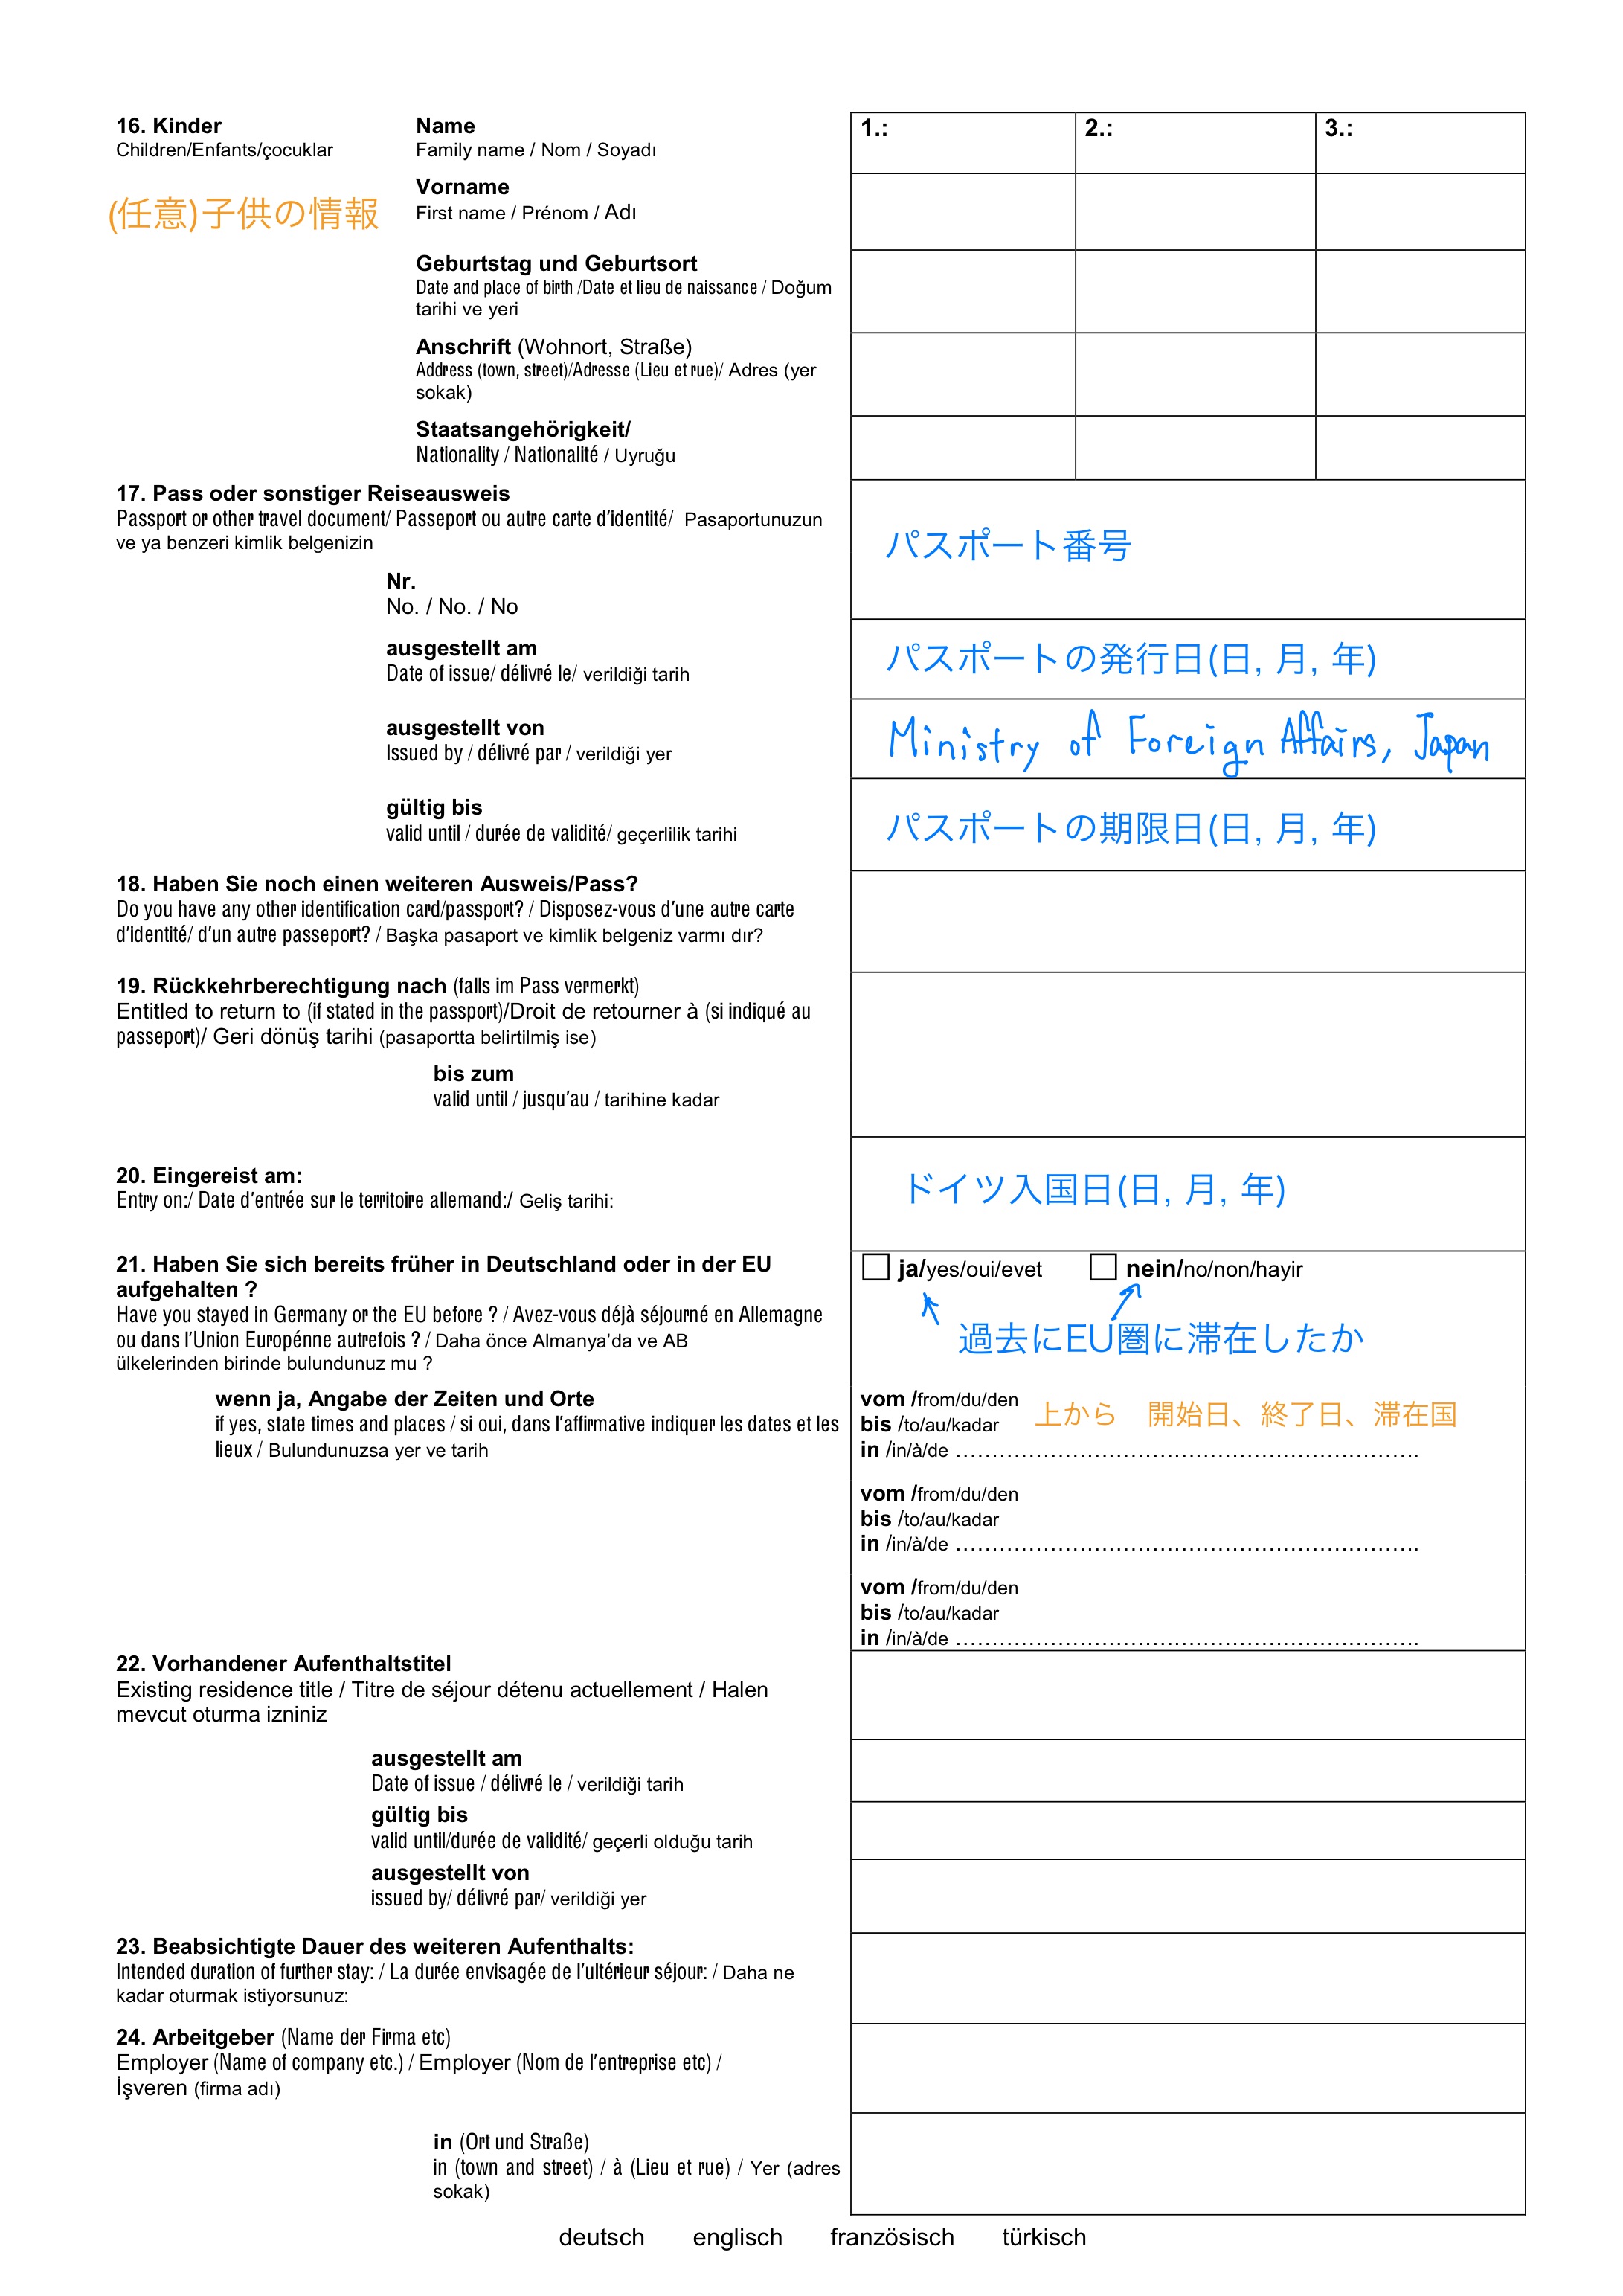 16. Kinder
Children/Enfants/çocuklar
(任意)子供の情報
Name
Family name / Nom / Soyadı
1.:
2.:
3.:
Vorname
First name / Prénom / Adı
Geburtstag und Geburtsort
Date and place of birth /Date et lieu de naissance / Doğum
tarihi ve yeri
Anschrift (Wohnort, Straße)
Address (town, street)/Adresse (Lieu et rue)/ Adres (yer
sokak)
Staatsangehörigkeit/
Nationality / Nationalité / Uyruğu
17. Pass oder sonstiger Reiseausweis
Passport or other travel document/ Passeport ou autre carte d'identité/ Pasaportunuzun
ve ya benzeri kimlik belgenizin
パスポート番号
Nr.
No. / No. / No
ausgestellt am
Date of issue/ délivré le/ verildiği tarih
パスポートの発行日(日, 月, 年)
ausgestellt von
Issued by / délivré par / verildiği yer
Ministry of Foreign Affairs, Japan
gültig bis
valid until / durée de validité/ geçerlilik tarihi
パスポートの期限日(日, 月, 年)
18. Haben Sie noch einen weiteren Ausweis/Pass?
Do you have any other identification card/passport? / Disposez-vous d'une autre carte
d'identité/ d'un autre passeport? / Başka pasaport ve kimlik belgeniz varmı dır?
19. Rückkehrberechtigung nach (falls im Pass vermerkt)
Entitled to return to (if stated in the passport)/Droit de retourner à (si indiqué au
passeport)/ Geri dönüş tarihi (pasaportta belirtilmiş ise)
bis zum
valid until / jusqu'au / tarihine kadar
20. Eingereist am:
Entry on:/ Date d'entrée sur le territoire allemand:/ Geliş tarihi:
ドイツ入国日(日, 月, 年)
21. Haben Sie sich bereits früher in Deutschland oder in der EU
aufgehalten ?
Have you stayed in Germany or the EU before ? / Avez-vous déjà séjourné en Allemagne
ou dans l'Union Europénne autrefois ? / Daha önce Almanya'da ve AB
ülkelerinden birinde bulundunuz mu ?
ja/yes/oui/evet
nein/no/non/hayir
過去にEU圏に滞在したか
wenn ja, Angabe der Zeiten und Orte
if yes, state times and places / si oui, dans l'affirmative indiquer les dates et les
lieux / Bulundunuzsa yer ve tarih
vom /from/du/den
bis /to/au/kadar
上から 開始日、終了日、滞在国
in /in/à/de ……………………………………………………….
vom /from/du/den
bis /to/au/kadar
in /in/à/de ……………………………………………………….
vom /from/du/den
bis /to/au/kadar
in /in/à/de ……………………………………………………….
22. Vorhandener Aufenthaltstitel
Existing residence title / Titre de séjour détenu actuellement / Halen
mevcut oturma izniniz
ausgestellt am
Date of issue / délivré le / verildiği tarih
gültig bis
valid until/durée de validité/ geçerli olduğu tarih
ausgestellt von
issued by/ délivré par/ verildiği yer
23. Beabsichtigte Dauer des weiteren Aufenthalts:
Intended duration of further stay: / La durée envisagée de l'ultérieur séjour: / Daha ne
kadar oturmak istiyorsunuz:
24. Arbeitgeber (Name der Firma etc)
Employer (Name of company etc.) / Employer (Nom de l'entreprise etc) /
İşveren (firma adı)
in (Ort und Straße)
in (town and street) / à (Lieu et rue) / Yer (adres
sokak)
deutsch englisch französisch türkisch